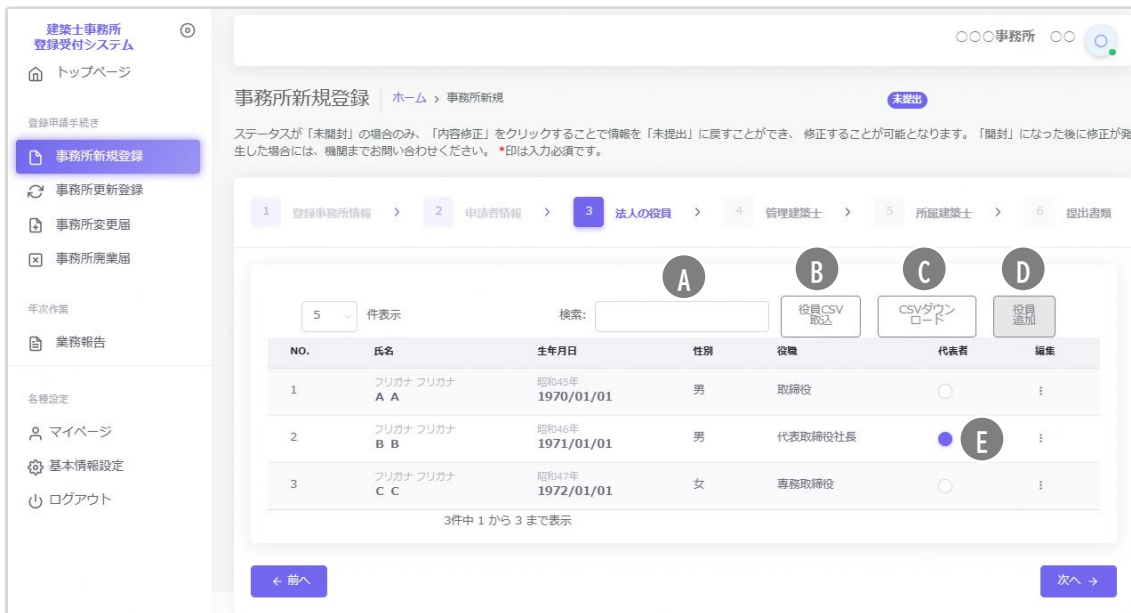 建築士事務所
登録受付システム
トップページ
登録申請手続き
事務所新規登録
事務所更新登録
事務所変更届
事務所廃業届
年次作業
業務報告
各種設定
マイページ
基本情報設定
ログアウト
○○○事務所 ○○
事務所新規登録 ホーム › 事務所新規 未提出
ステータスが「未開封」の場合のみ、「内容修正」をクリックすることで情報を「未提出」に戻すことができ、 修正することが可能となります。「開封」になった後に修正が発
生した場合には、機関までお問い合わせください。 *印は入力必須です。
1 登録事務所情報 › 2 申請者情報 › 3 法人の役員 › 4 管理建築士 › 5 所属建築士 › 6 提出書類
A B C D
5 件表示 検索: 役員CSV
取込 CSVダウン
ロード 役員
追加
NO. 氏名 生年月日 性別 役職 代表者 編集
フリガナ フリガナ 昭和45年
1 A A 1970/01/01 男 取締役
フリガナ フリガナ 昭和46年
2 B B 1971/01/01 男 代表取締役社長 E
フリガナ フリガナ 昭和47年
3 C C 1972/01/01 女 専務取締役
3件中 1 から 3 まで表示
← 前へ 次へ →